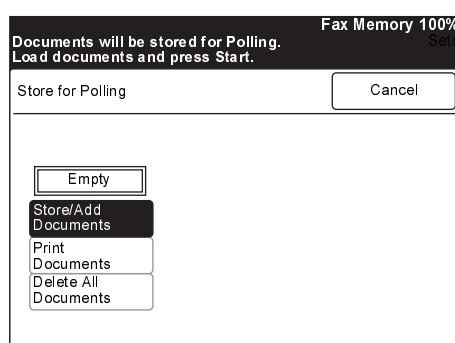 Fax Memory 100%
Documents will be stored for Polling.
Set
Load documents and press Start.
Store for Polling
Cancel
Empty
Store/Add
Documents
Print
Documents
Delete All
Documents